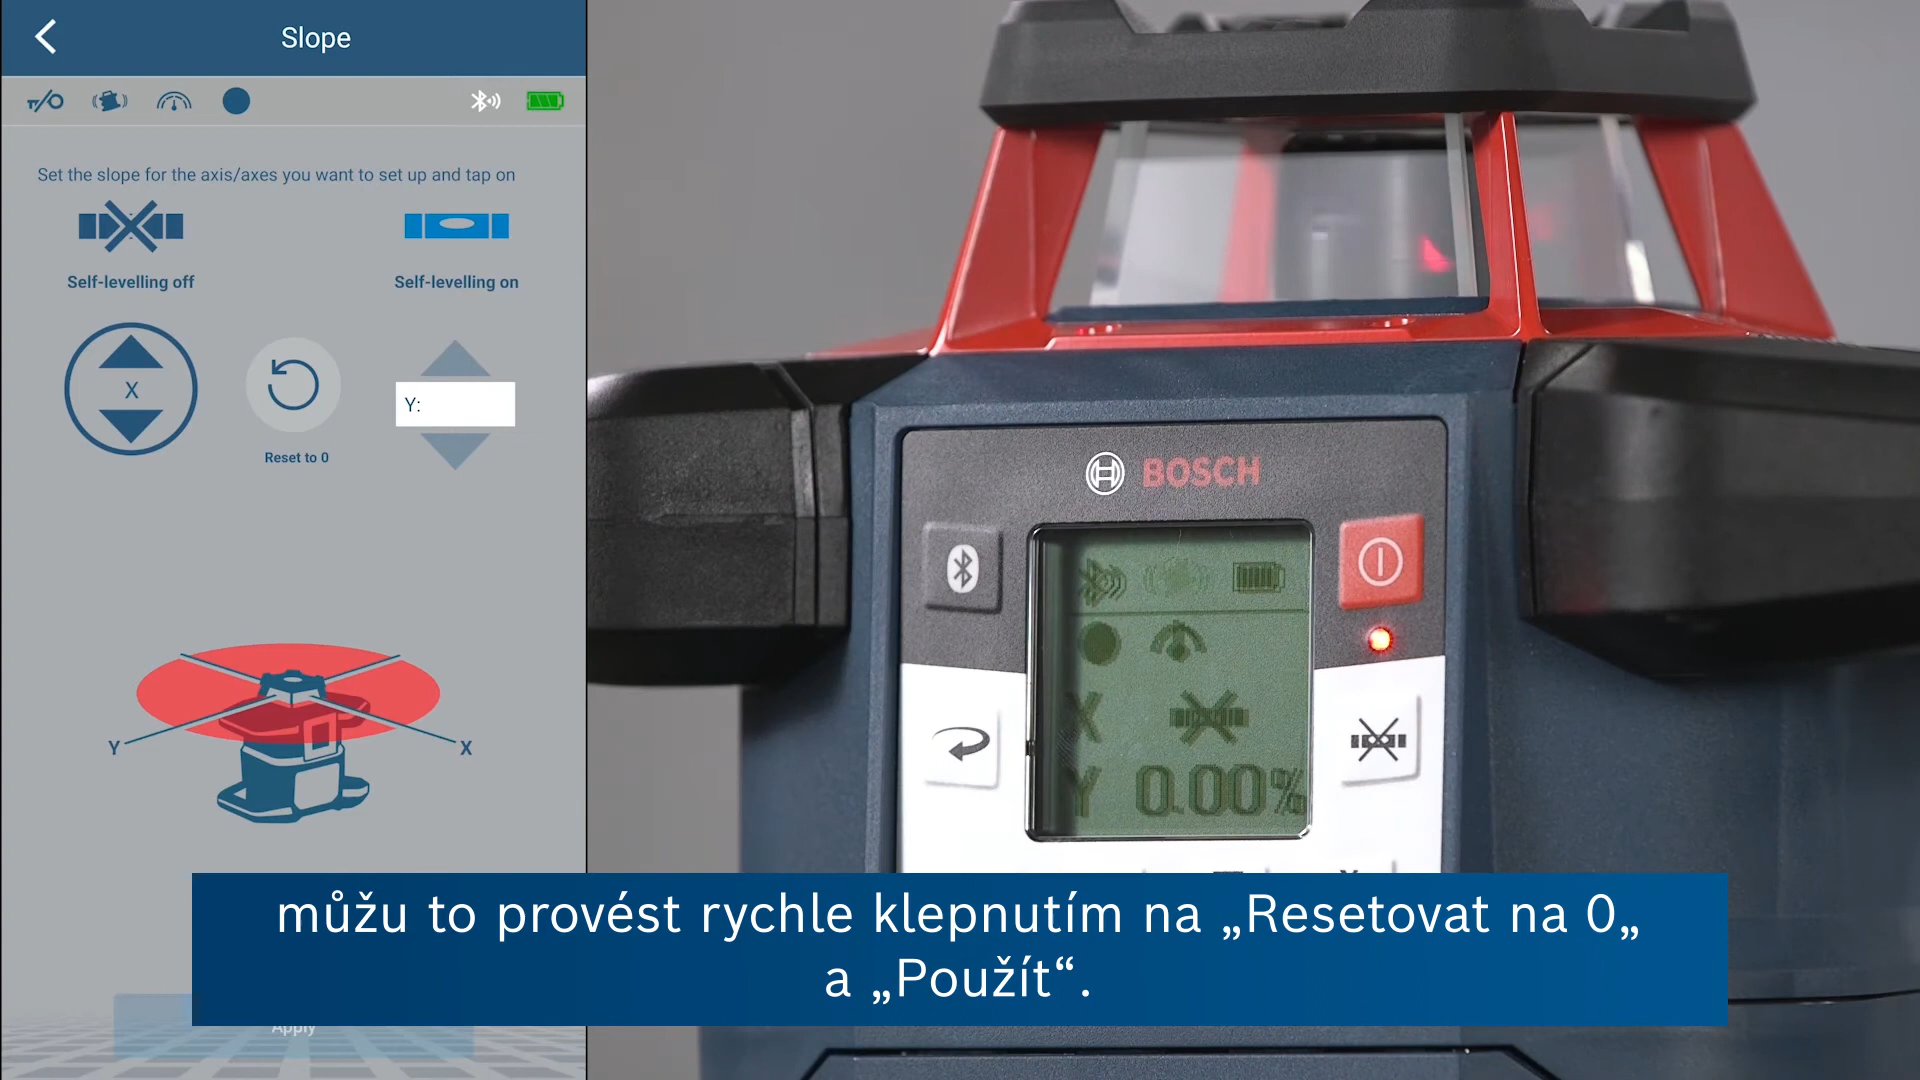 Slope
Set the slope for the axis/axes you want to set up and tap on
Self-levelling off
Self-levelling on
X
Y:
Reset to 0
Y
X
Apply
BOSCH
X
Y 0.00%
můžu to provést rychle klepnutím na „Resetovat na 0„
a „Použít“.